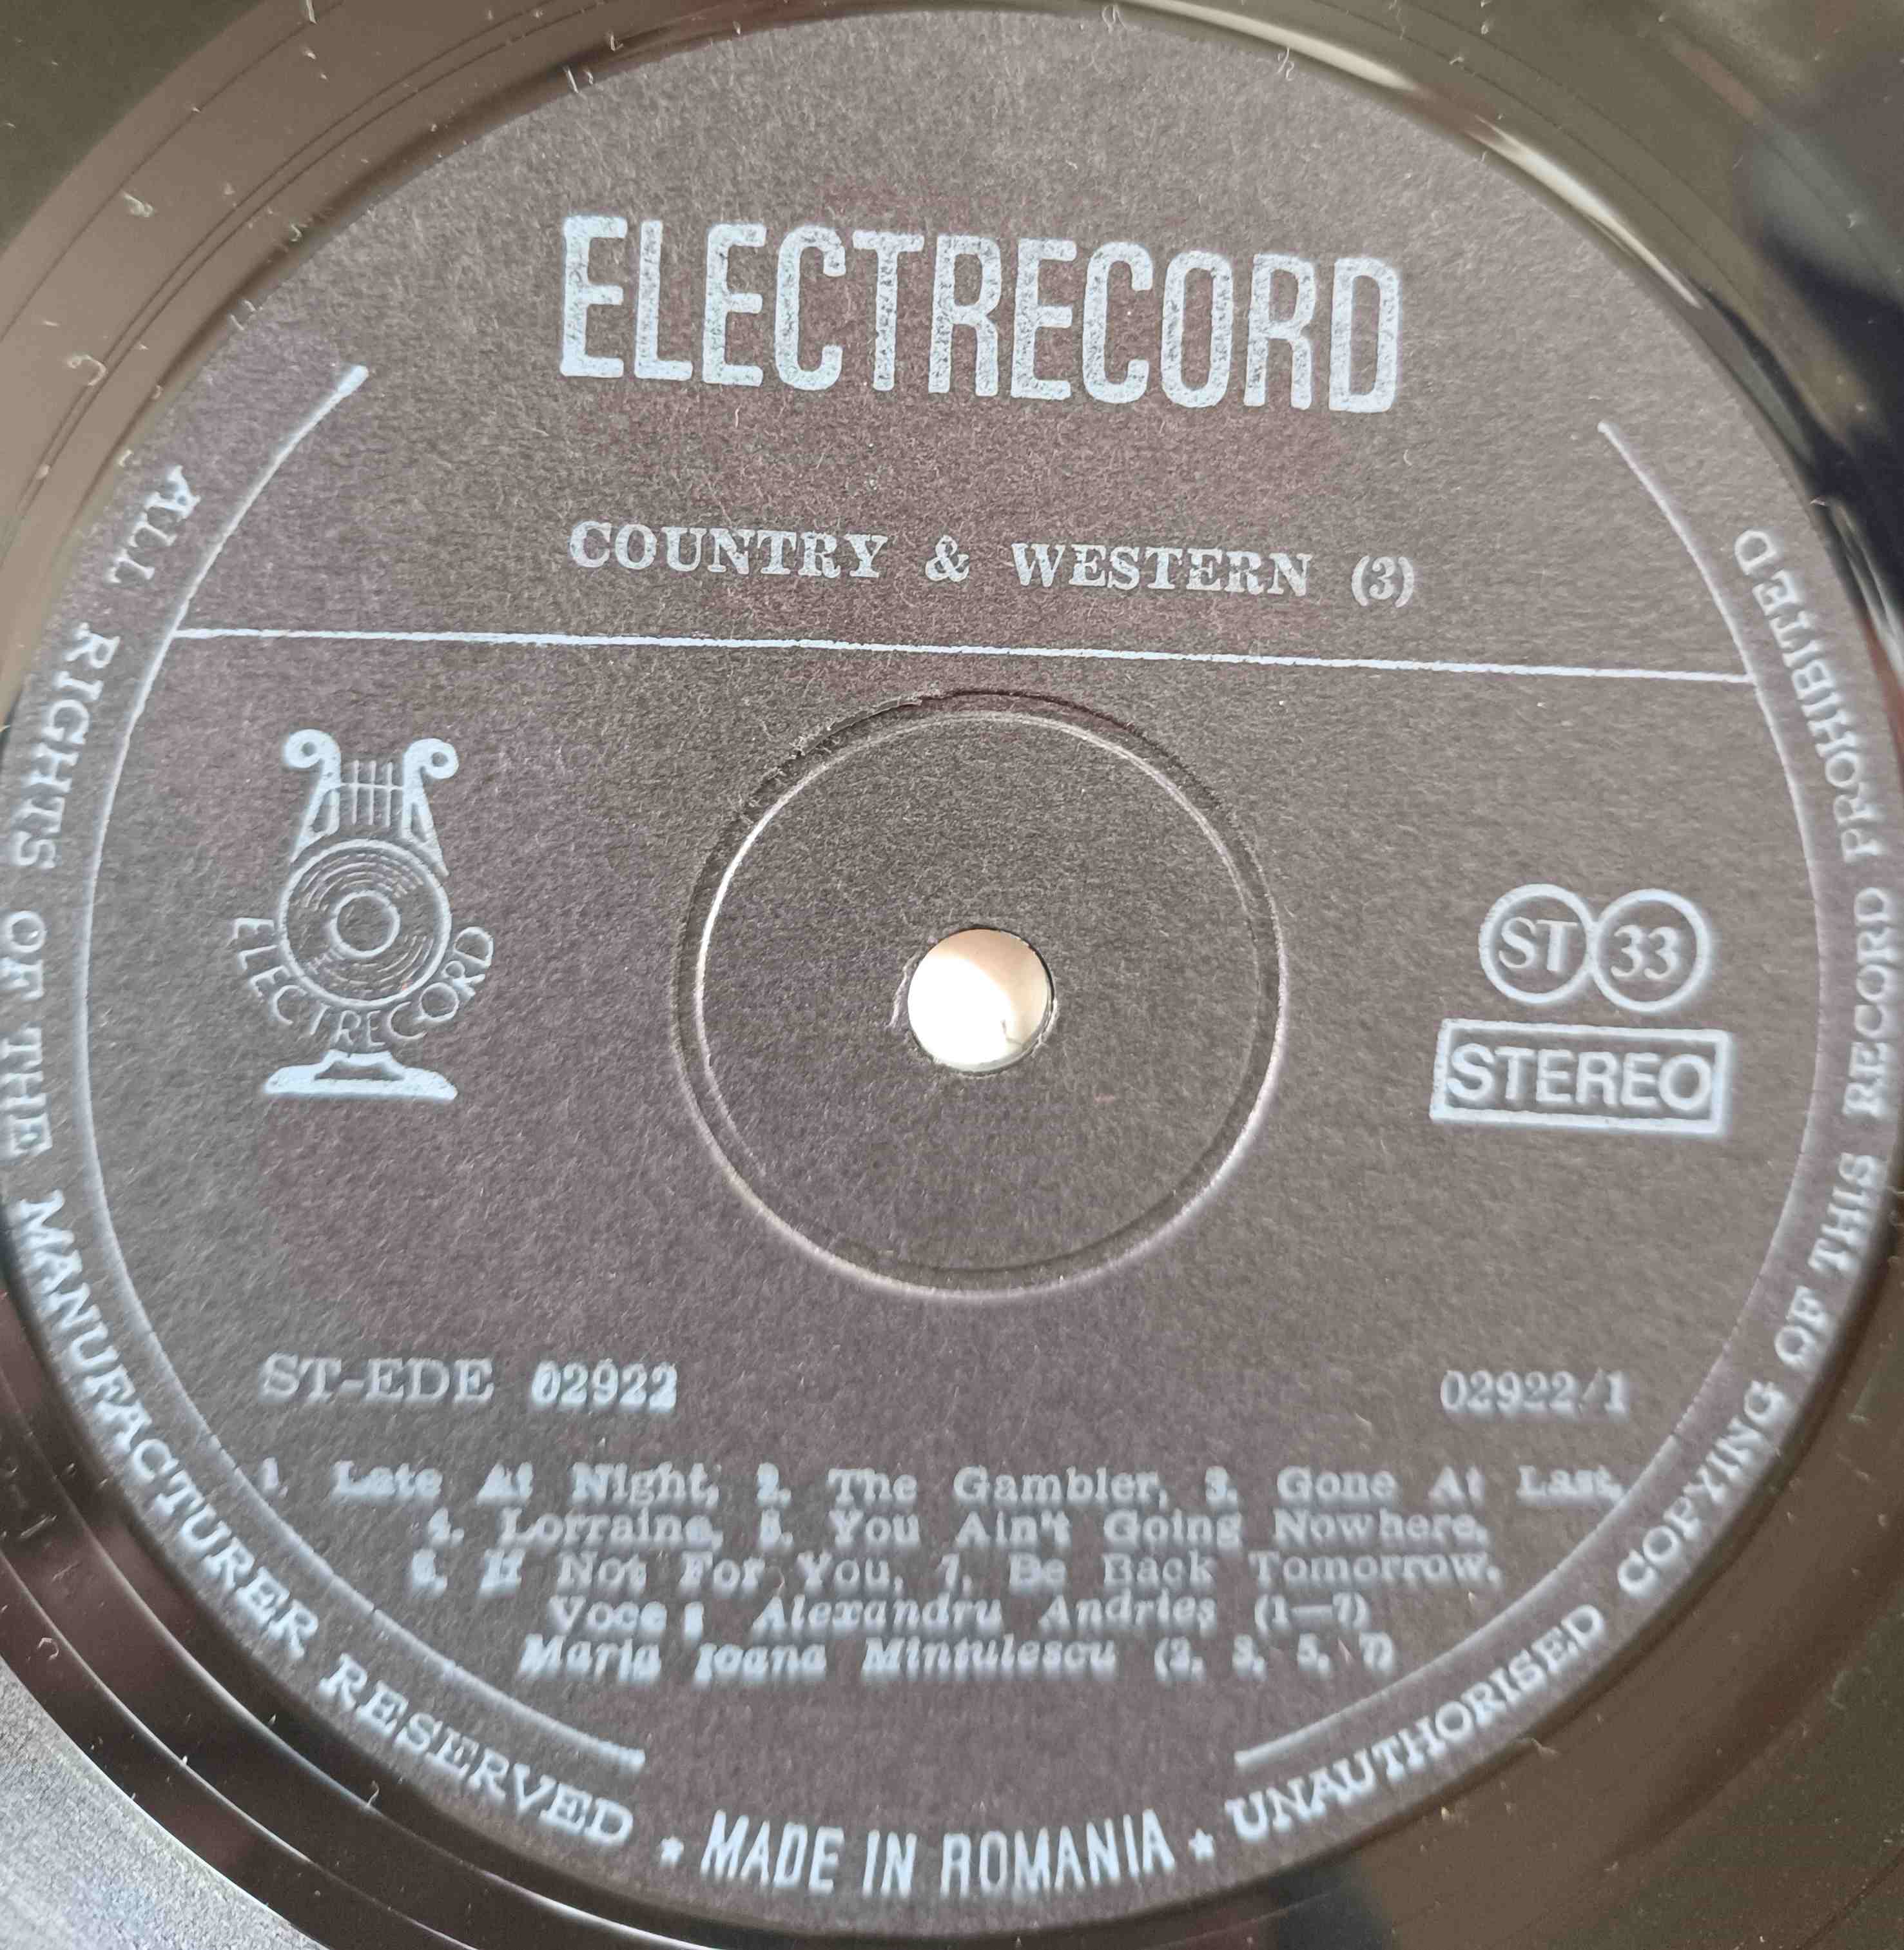 ELECTRECORD
COUNTRY & WESTERN (3)
ELECTRECORD
ST 33
STEREO
ST-EDE 02922 02922/1
1. Late At Night, 2. The Gambler, 3. Gone At Last,
4. Lorraine, 5. You Ain't Going Nowhere,
6. If Not For You, 7. Be Back Tomorrow.
Voce : Alexandru Andrieș (1—7)
Maria Ioana Mîntulescu (2, 3, 5, 7)
ALL RIGHTS OF THE MANUFACTURER RESERVED * MADE IN ROMANIA * UNAUTHORISED COPYING OF THIS RECORD PROHIBITED